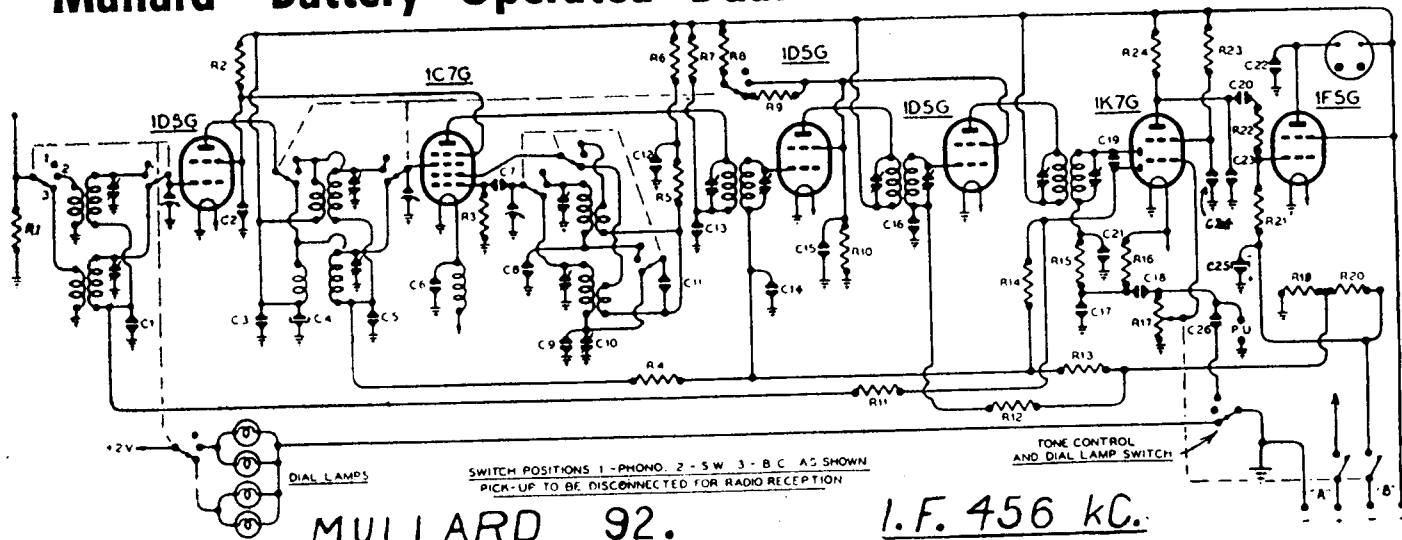 Mullard Battery Operated Dual
1D5G
1C7G
1D5G
1D5G
1K7G
1F5G
R1
R2
R3
R4
R5
R6
R7
R8
R9
R10
R11
R12
R13
R14
R15
R16
R17
R18
R20
R21
R22
R23
R24
C1
C2
C3
C4
C5
C6
C7
C8
C9
C10
C11
C12
C13
C14
C15
C16
C17
C18
C19
C20
C21
C22
C23
C24
C25
C26
1
2
3
P.U
+2V
DIAL LAMPS
SWITCH POSITIONS 1 - PHONO. 2 - S W 3 - B C AS SHOWN
PICK-UP TO BE DISCONNECTED FOR RADIO RECEPTION
TONE CONTROL
AND DIAL LAMP SWITCH
"A"
"B"
- + - +
MULLARD 92.
I.F. 456 kC.